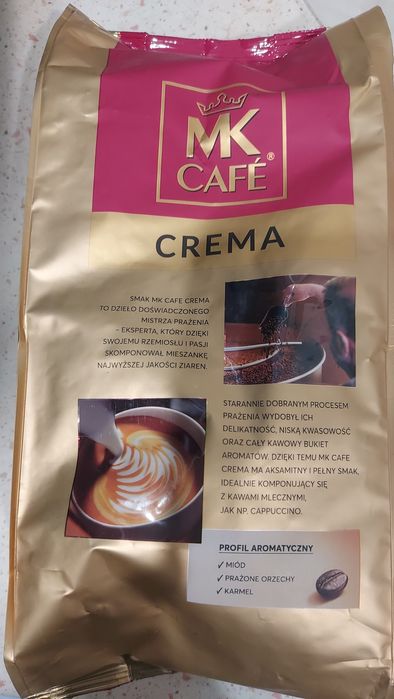 MK
CAFÉ®
CREMA
SMAK MK CAFE CREMA
TO DZIEŁO DOŚWIADCZONEGO
MISTRZA PRAŻENIA
- EKSPERTA, KTÓRY DZIĘKI
SWOJEMU RZEMIOSŁU I PASJI
SKOMPONOWAŁ MIESZANKĘ
NAJWYŻSZEJ JAKOŚCI ZIAREN.
STARANNIE DOBRANYM PROCESEM
PRAŻENIA WYDOBYŁ ICH
DELIKATNOŚĆ, NISKĄ KWASOWOŚĆ
ORAZ CAŁY KAWOWY BUKIET
AROMATÓW. DZIĘKI TEMU MK CAFE
CREMA MA AKSAMITNY I PEŁNY SMAK,
IDEALNIE KOMPONUJĄCY SIĘ
Z KAWAMI MLECZNYMI,
JAK NP. CAPPUCCINO.
PROFIL AROMATYCZNY
✓ MIÓD
✓ PRAŻONE ORZECHY
✓ KARMEL